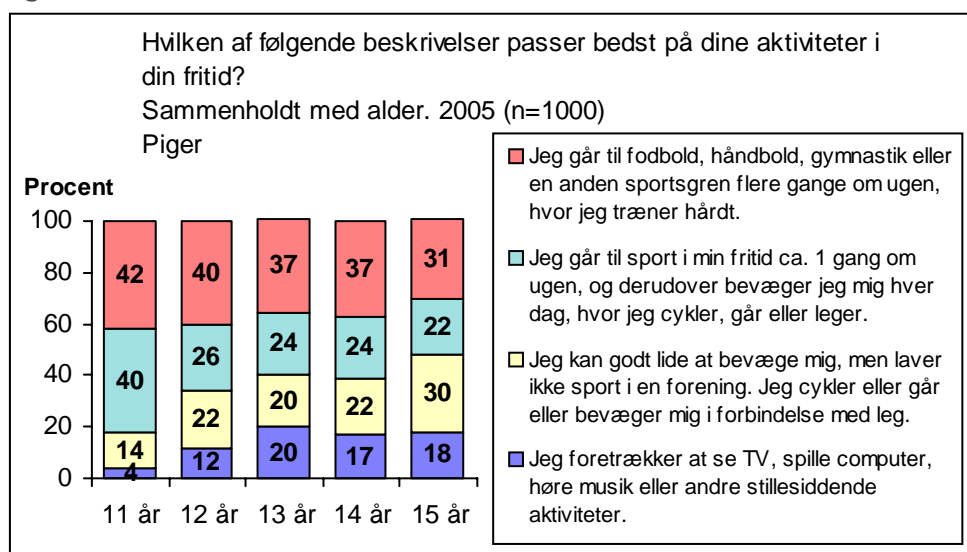 Hvilken af følgende beskrivelser passer bedst på dine aktiviteter i
din fritid?
Sammenholdt med alder. 2005 (n=1000)
Piger
Procent
100
80
60
40
20
0
42
40
14
4
40
26
22
12
37
24
20
20
37
24
22
17
31
22
30
18
11 år
12 år
13 år
14 år
15 år
Jeg går til fodbold, håndbold, gymnastik eller
en anden sportsgren flere gange om ugen,
hvor jeg træner hårdt.
Jeg går til sport i min fritid ca. 1 gang om
ugen, og derudover bevæger jeg mig hver
dag, hvor jeg cykler, går eller leger.
Jeg kan godt lide at bevæge mig, men laver
ikke sport i en forening. Jeg cykler eller går
eller bevæger mig i forbindelse med leg.
Jeg foretrækker at se TV, spille computer,
høre musik eller andre stillesiddende
aktiviteter.